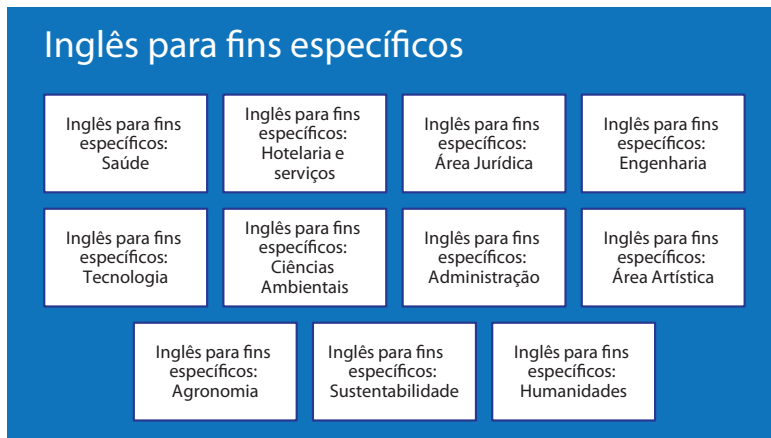 Inglês para fins específicos
Inglês para fins
específicos:
Saúde
Inglês para fins
específicos:
Hotelaria e
serviços
Inglês para fins
específicos:
Área Jurídica
Inglês para fins
específicos:
Engenharia
Inglês para fins
específicos:
Tecnologia
Inglês para fins
específicos:
Ciências
Ambientais
Inglês para fins
específicos:
Administração
Inglês para fins
específicos:
Área Artística
Inglês para fins
específicos:
Agronomia
Inglês para fins
específicos:
Sustentabilidade
Inglês para fins
específicos:
Humanidades